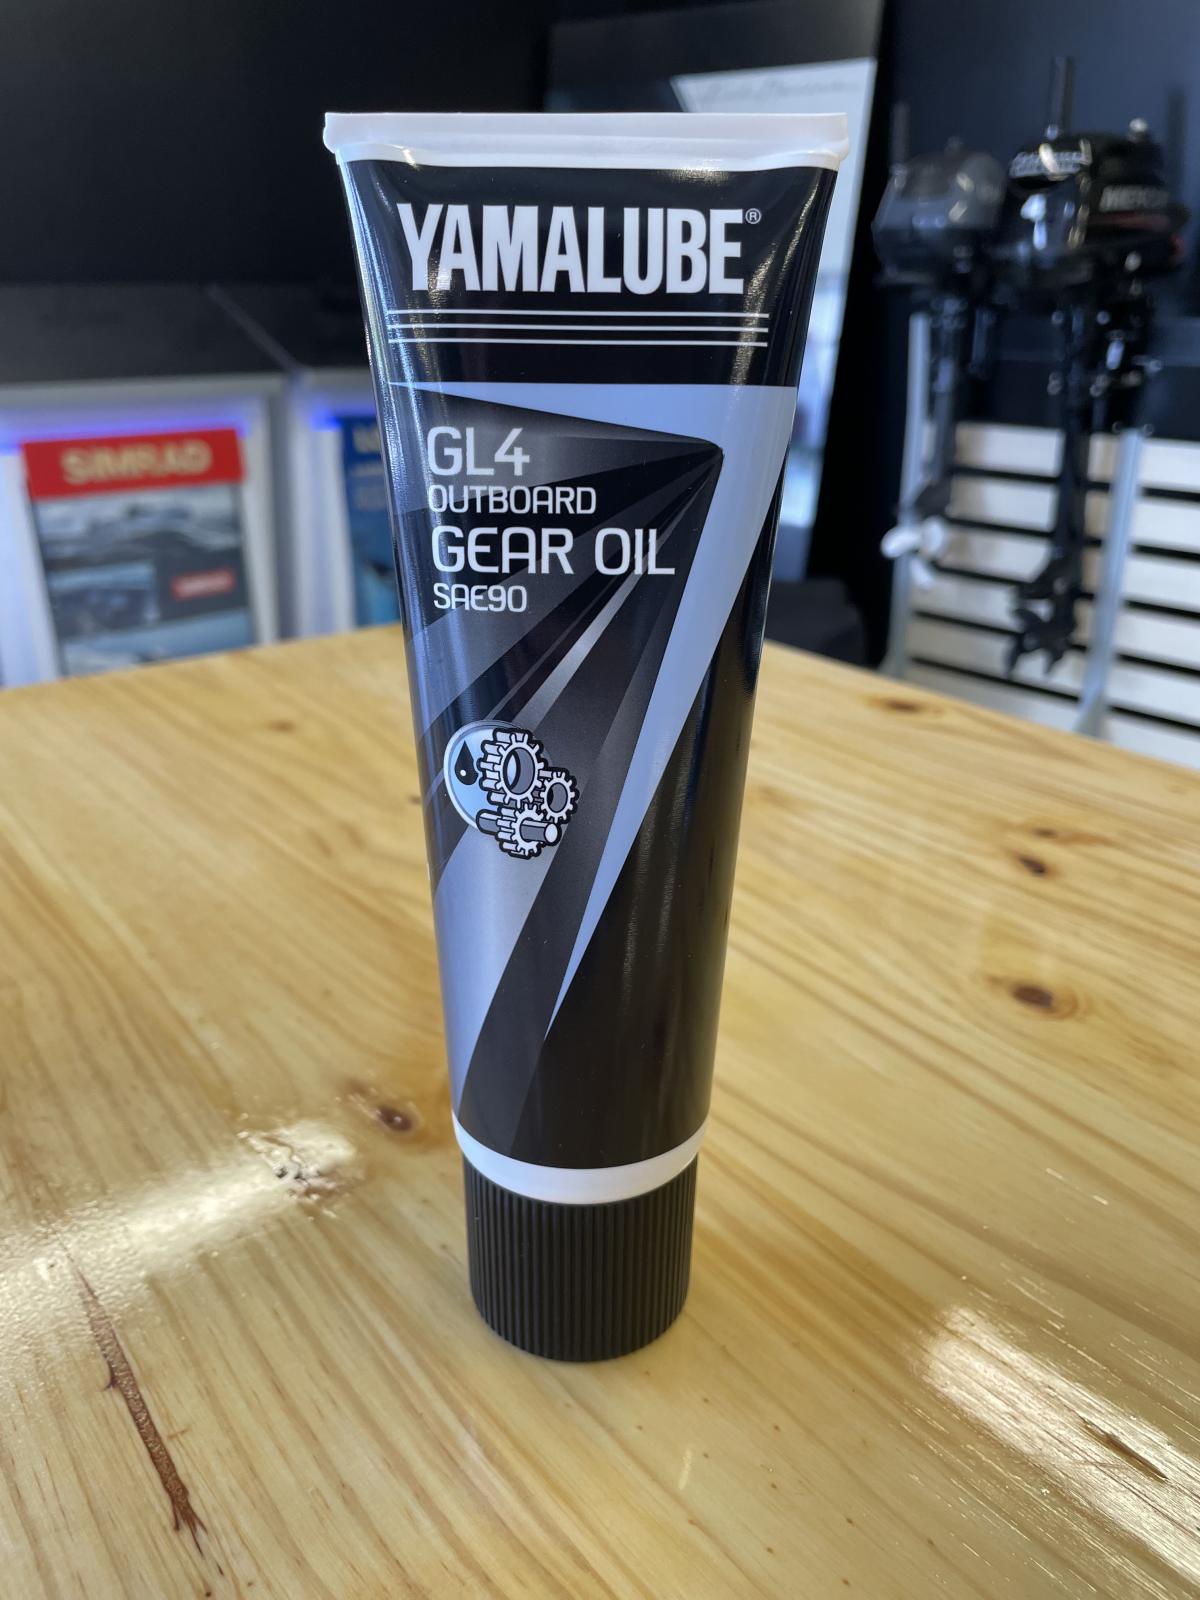 YAMALUBE®
GL4
OUTBOARD
GEAR OIL
SAE90
SIMRAD